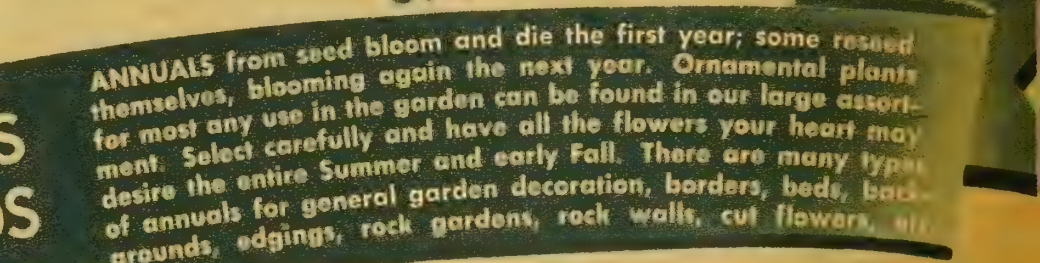 ANNUALS from seed bloom and die the first year; some reseed
themselves, blooming again the next year. Ornamental plants
for most any use in the garden can be found in our large assort-
ment. Select carefully and have all the flowers your heart may
desire the entire Summer and early Fall. There are many types
of annuals for general garden decoration, borders, beds, back-
grounds, edgings, rock gardens, rock walls, cut flowers, etc.
S
DS